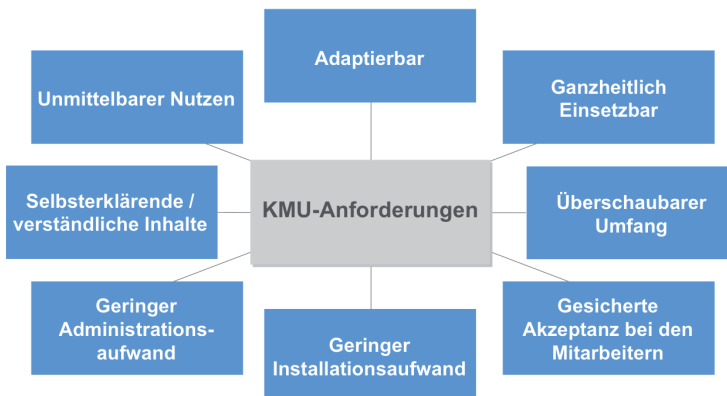 Adaptierbar
Unmittelbarer Nutzen
Ganzheitlich
Einsetzbar
Selbsterklärende /
verständliche Inhalte
KMU-Anforderungen
Überschaubarer
Umfang
Geringer
Administrations-
aufwand
Geringer
Installationsaufwand
Gesicherte
Akzeptanz bei den
Mitarbeitern